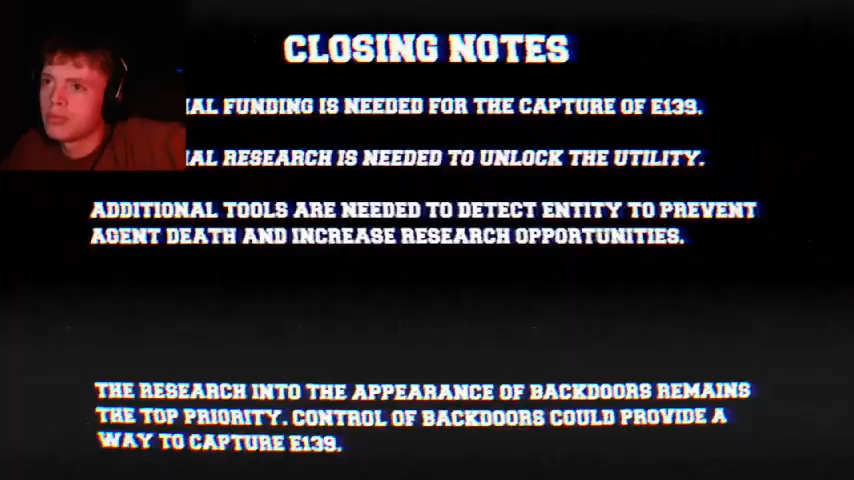 CLOSING NOTES
IAL FUNDING IS NEEDED FOR THE CAPTURE OF E139.
IAL RESEARCH IS NEEDED TO UNLOCK THE UTILITY.
ADDITIONAL TOOLS ARE NEEDED TO DETECT ENTITY TO PREVENT
AGENT DEATH AND INCREASE RESEARCH OPPORTUNITIES.
THE RESEARCH INTO THE APPEARANCE OF BACKDOORS REMAINS
THE TOP PRIORITY. CONTROL OF BACKDOORS COULD PROVIDE A
WAY TO CAPTURE E139.